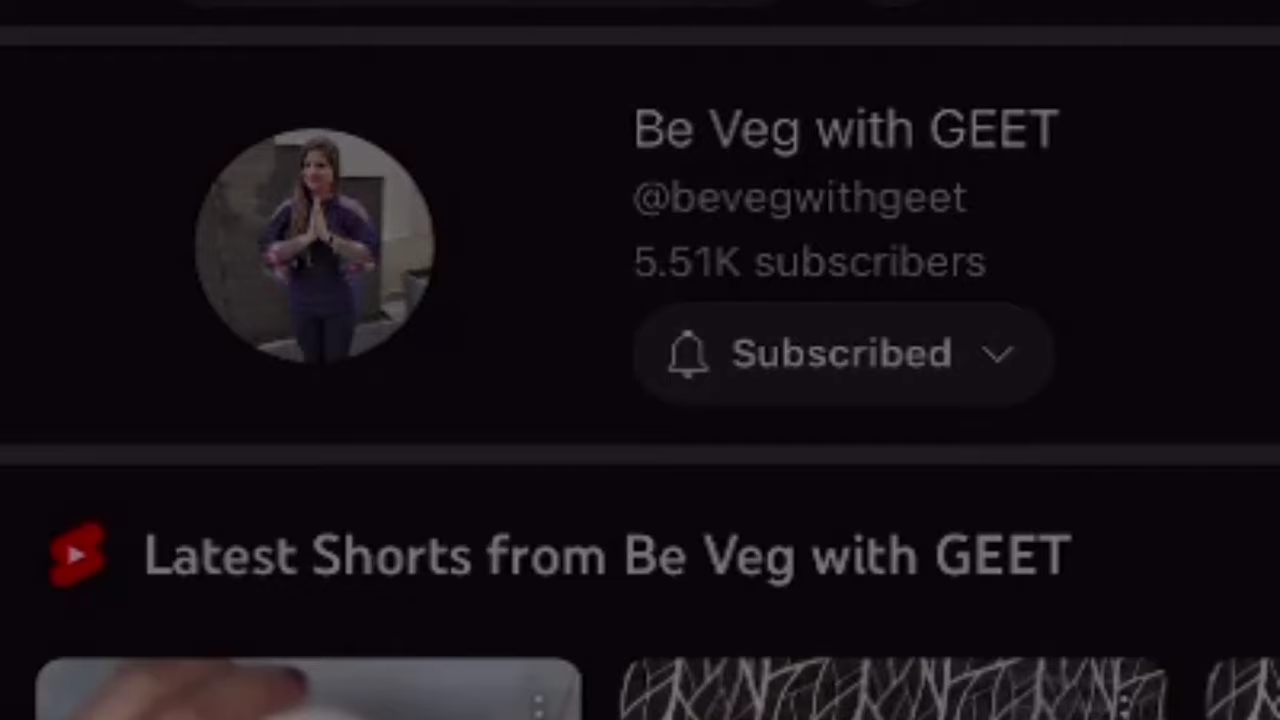 Be Veg with GEET
@bevegwithgeet
5.51K subscribers
Subscribed
Latest Shorts from Be Veg with GEET